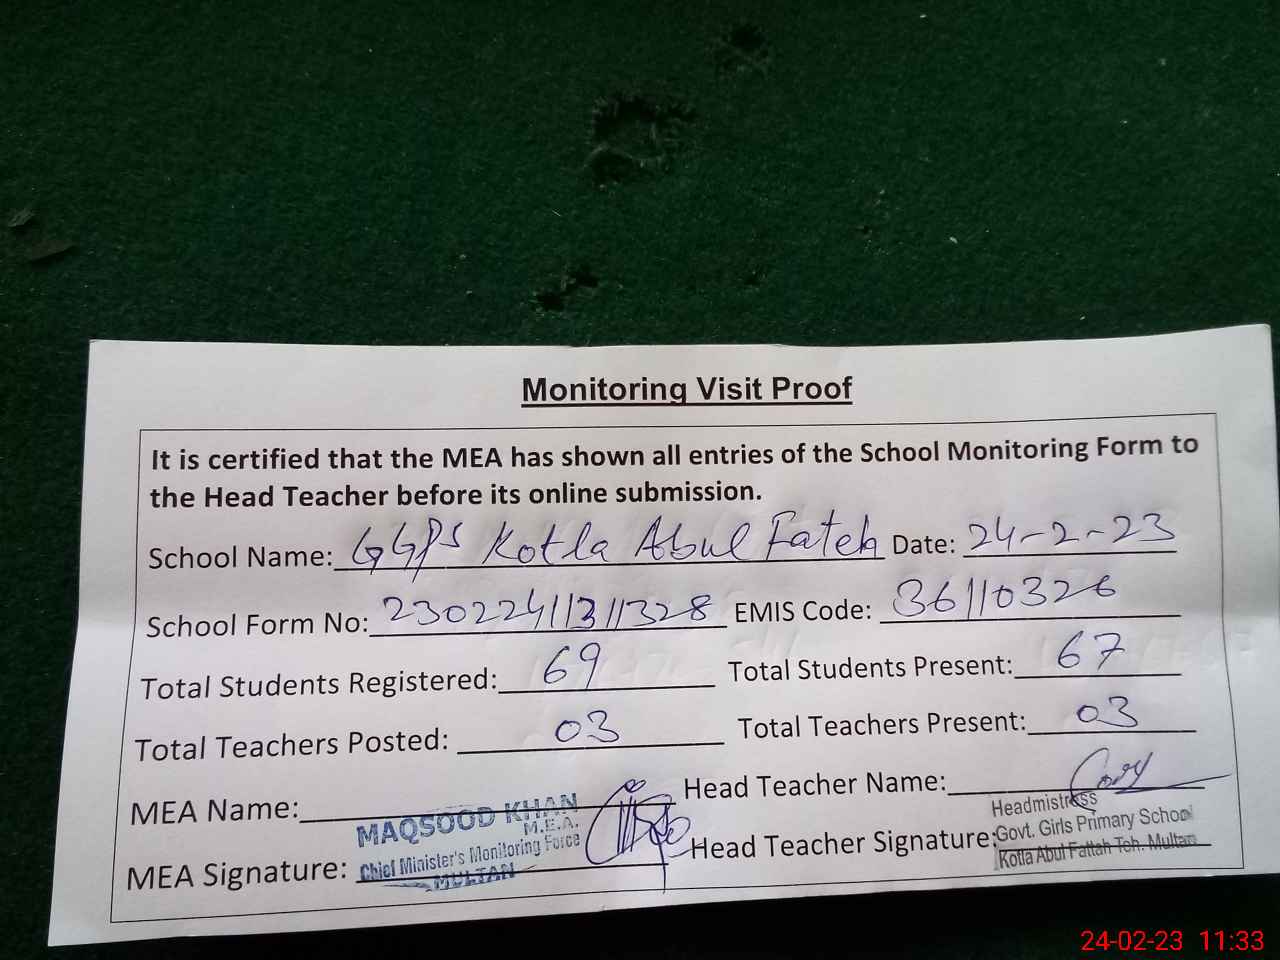 Monitoring Visit Proof
It is certified that the MEA has shown all entries of the School Monitoring Form to
the Head Teacher before its online submission.
School Name: GGPS Kotla Abul Fateh Date: 24-2-23
School Form No: 23022411311328 EMIS Code: 36110326
Total Students Registered: 69 Total Students Present: 67
Total Teachers Posted: 03 Total Teachers Present: 03
MEA Name: Head Teacher Name:
MAQSOOD KHAN
M.E.A.
Chief Minister's Monitoring Force
MULTAN
MEA Signature: Head Teacher Signature:
Headmistress
Govt. Girls Primary School
Kotla Abul Fattah Teh. Multan
24-02-23 11:33